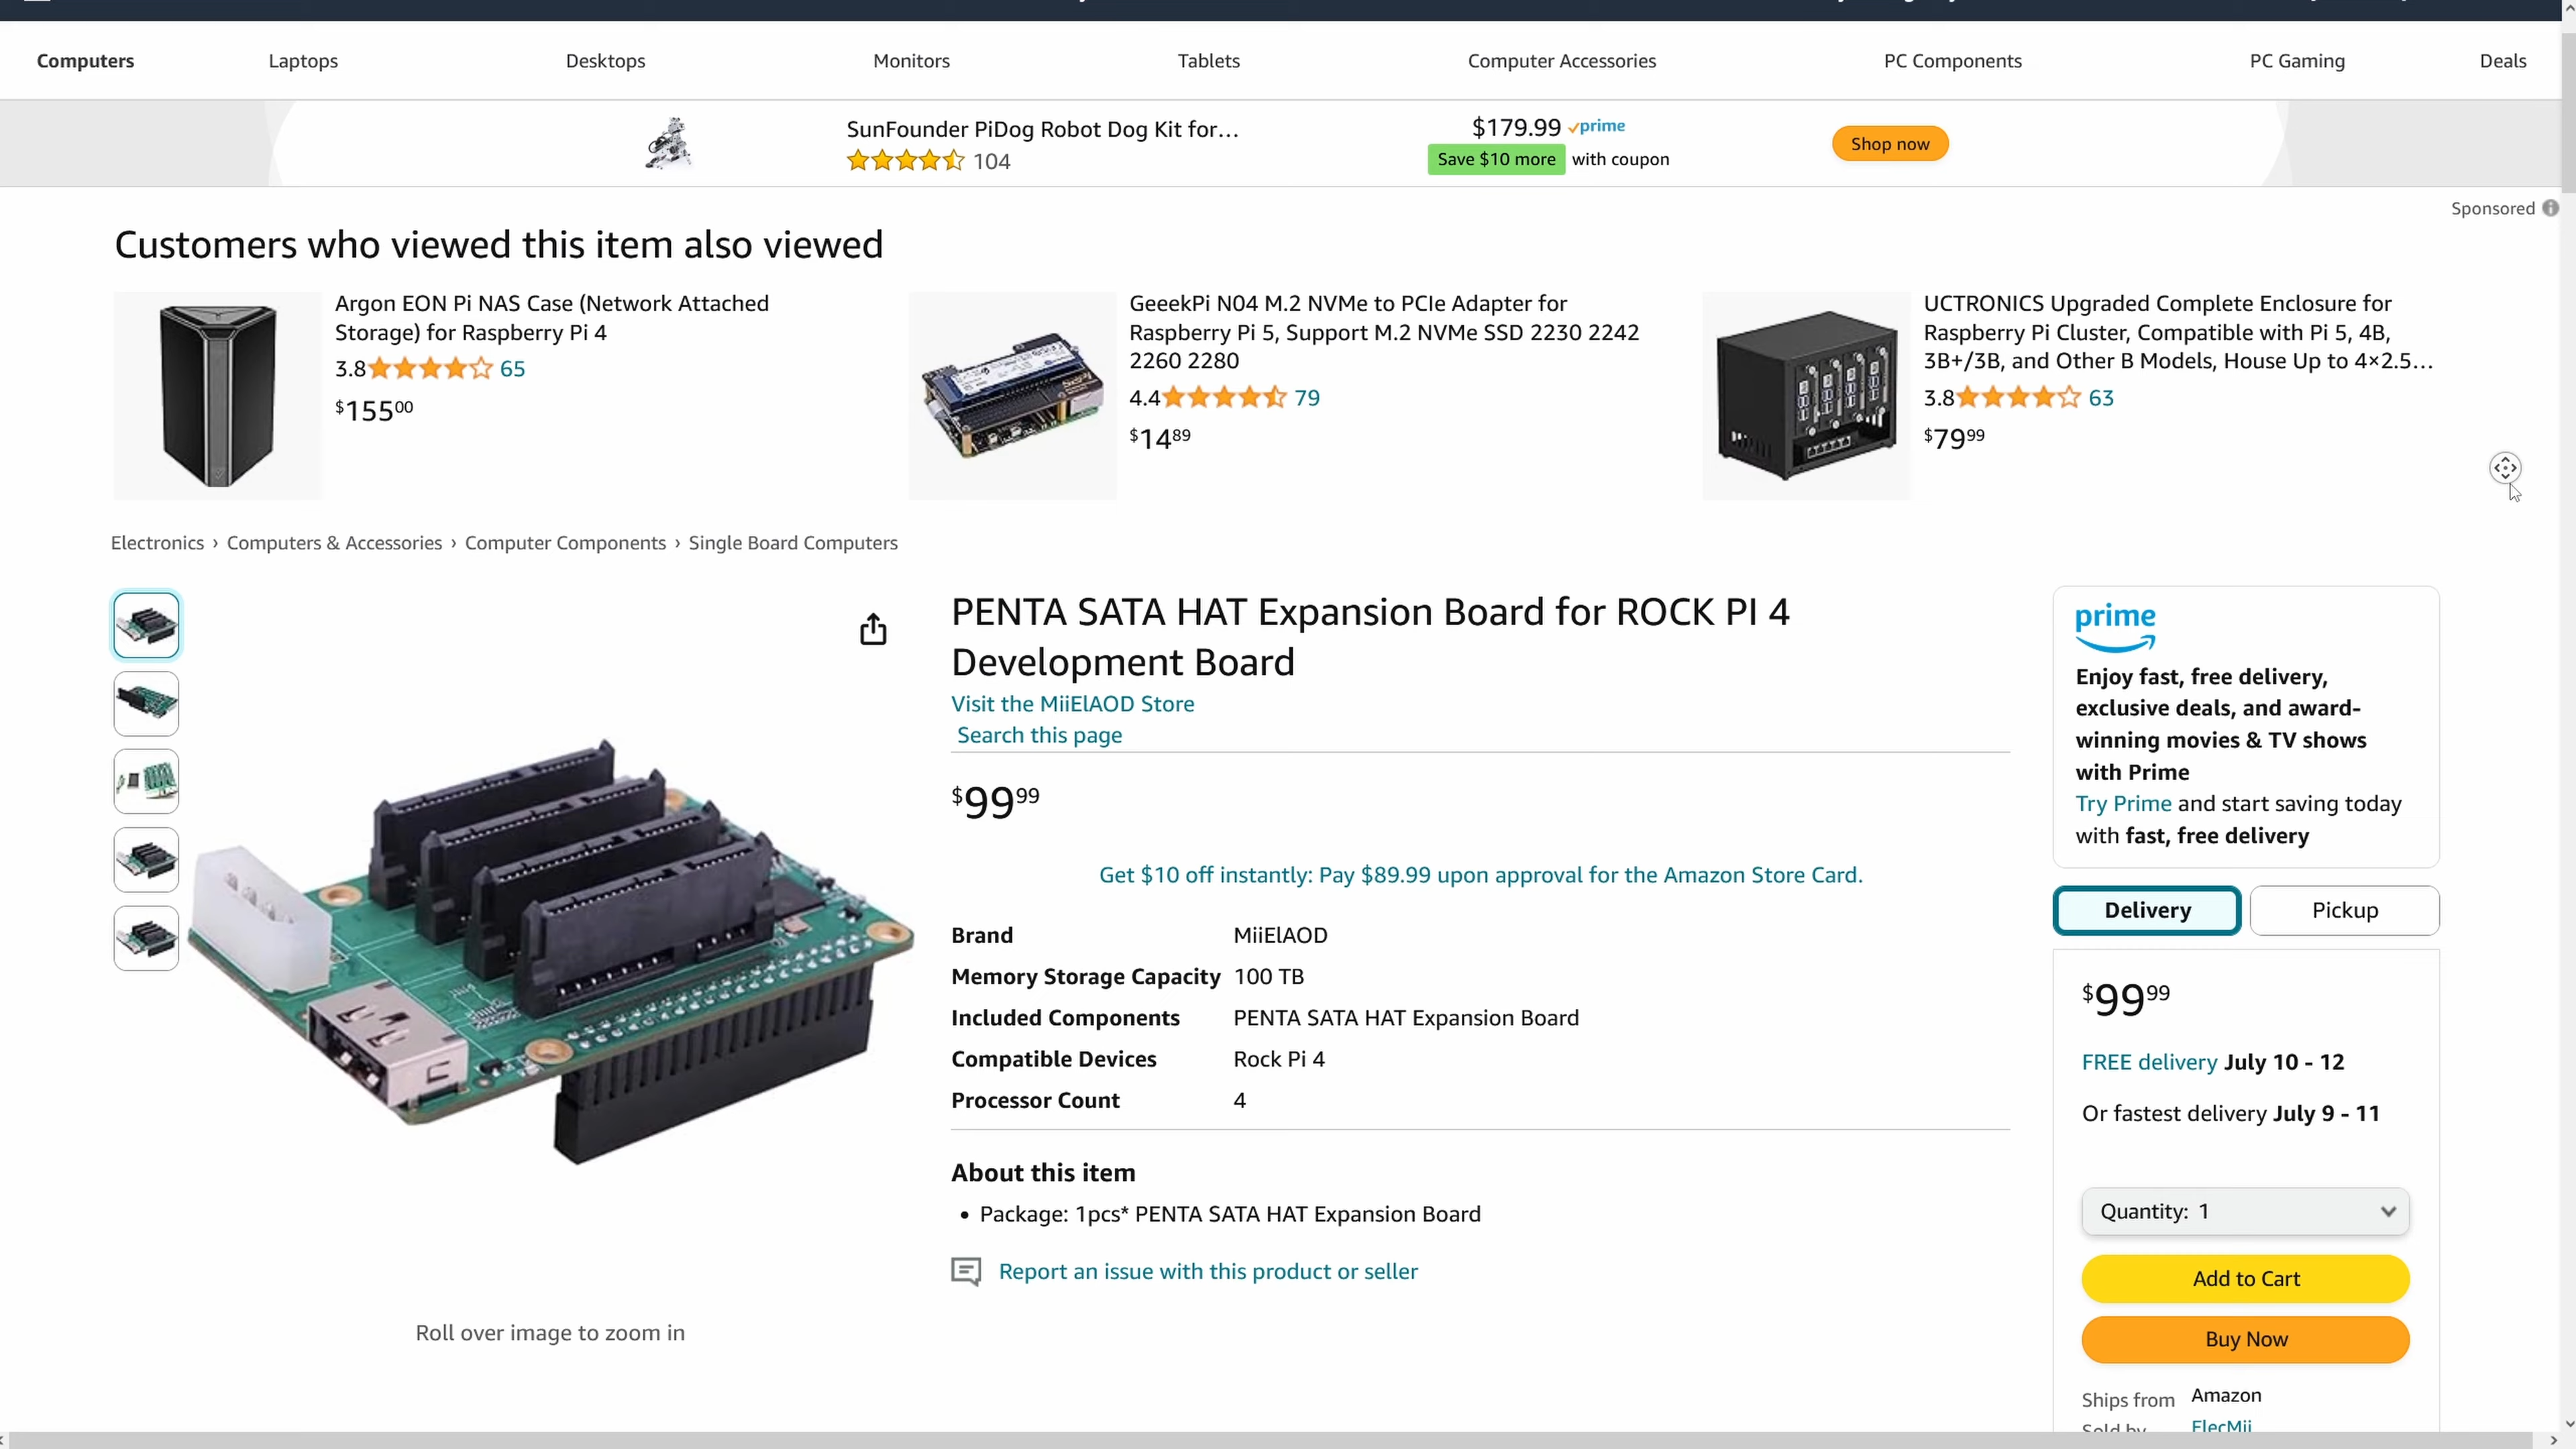 Computers
Laptops
Desktops
Monitors
Tablets
Computer Accessories
PC Components
PC Gaming
Deals
SunFounder PiDog Robot Dog Kit for...
104
$179.99 prime
Save $10 more with coupon
Shop now
Sponsored
Customers who viewed this item also viewed
Argon EON Pi NAS Case (Network Attached
Storage) for Raspberry Pi 4
3.8 65
$155 00
GeeekPi N04 M.2 NVMe to PCIe Adapter for
Raspberry Pi 5, Support M.2 NVMe SSD 2230 2242
2260 2280
4.4 79
$14 89
UCTRONICS Upgraded Complete Enclosure for
Raspberry Pi Cluster, Compatible with Pi 5, 4B,
3B+/3B, and Other B Models, House Up to 4×2.5...
3.8 63
$79 99
Electronics › Computers & Accessories › Computer Components › Single Board Computers
PENTA SATA HAT Expansion Board for ROCK PI 4
Development Board
Visit the MiiElAOD Store
Search this page
$99 99
Get $10 off instantly: Pay $89.99 upon approval for the Amazon Store Card.
Brand MiiElAOD
Memory Storage Capacity 100 TB
Included Components PENTA SATA HAT Expansion Board
Compatible Devices Rock Pi 4
Processor Count 4
About this item
• Package: 1pcs* PENTA SATA HAT Expansion Board
Report an issue with this product or seller
Roll over image to zoom in
prime
Enjoy fast, free delivery,
exclusive deals, and award-
winning movies & TV shows
with Prime
Try Prime and start saving today
with fast, free delivery
Delivery
Pickup
$99 99
FREE delivery July 10 - 12
Or fastest delivery July 9 - 11
Quantity: 1
Add to Cart
Buy Now
Ships from Amazon
Sold by ElecMii